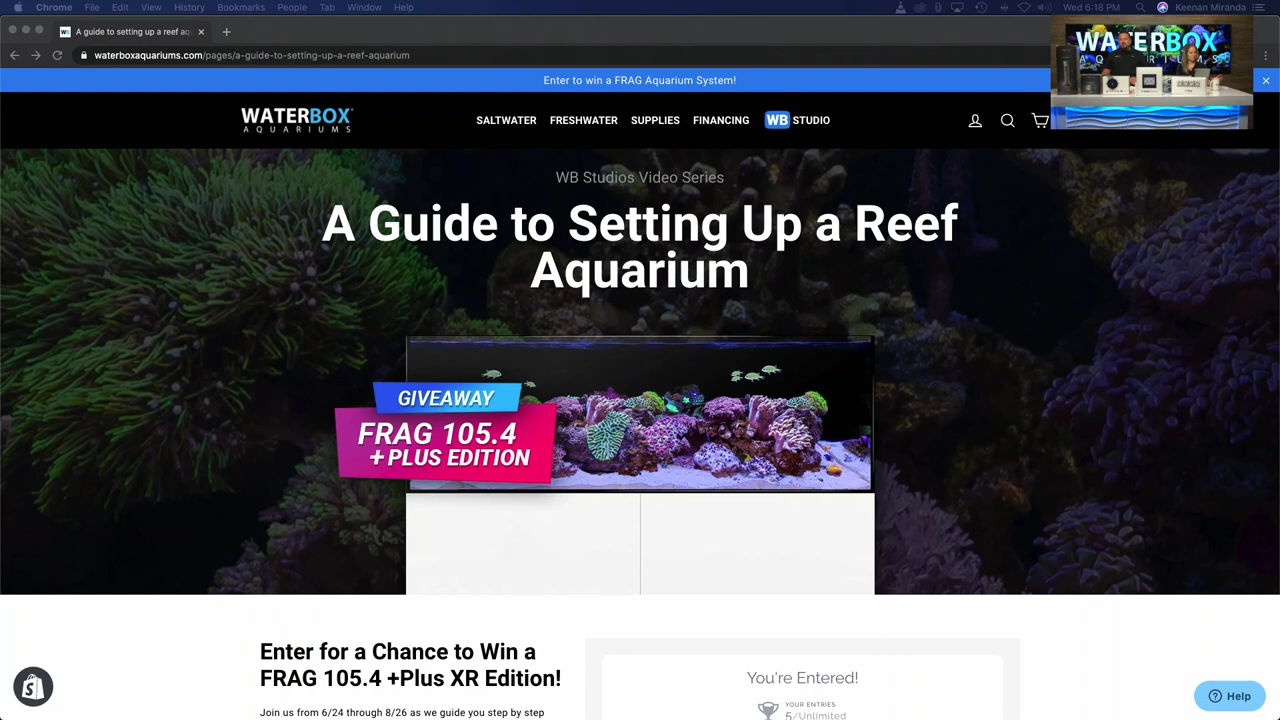 Chrome File Edit View History Bookmarks People Tab Window Help
Wed 6:18 PM Keenan Miranda
A guide to setting up a reef aq
waterboxaquariums.com/pages/a-guide-to-setting-up-a-reef-aquarium
Enter to win a FRAG Aquarium System!
WATERBOX
AQUARIUMS
SALTWATER FRESHWATER SUPPLIES FINANCING WB STUDIO
WATERBOX
WB Studios Video Series
A Guide to Setting Up a Reef
Aquarium
GIVEAWAY
FRAG 105.4
+PLUS EDITION
Enter for a Chance to Win a
FRAG 105.4 +Plus XR Edition!
Join us from 6/24 through 8/26 as we guide you step by step
You're Entered!
YOUR ENTRIES
5/Unlimited
Help